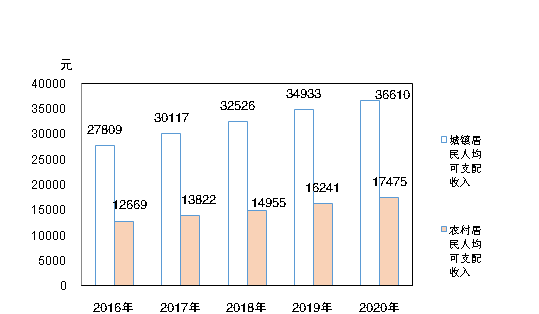 元
40000
35000
30000
25000
20000
15000
10000
5000
0
27809
12669
30117
13822
32526
14955
34933
16241
36610
17475
2016年
2017年
2018年
2019年
2020年
城镇居
民人均
可支配
收入
农村居
民人均
可支配
收入